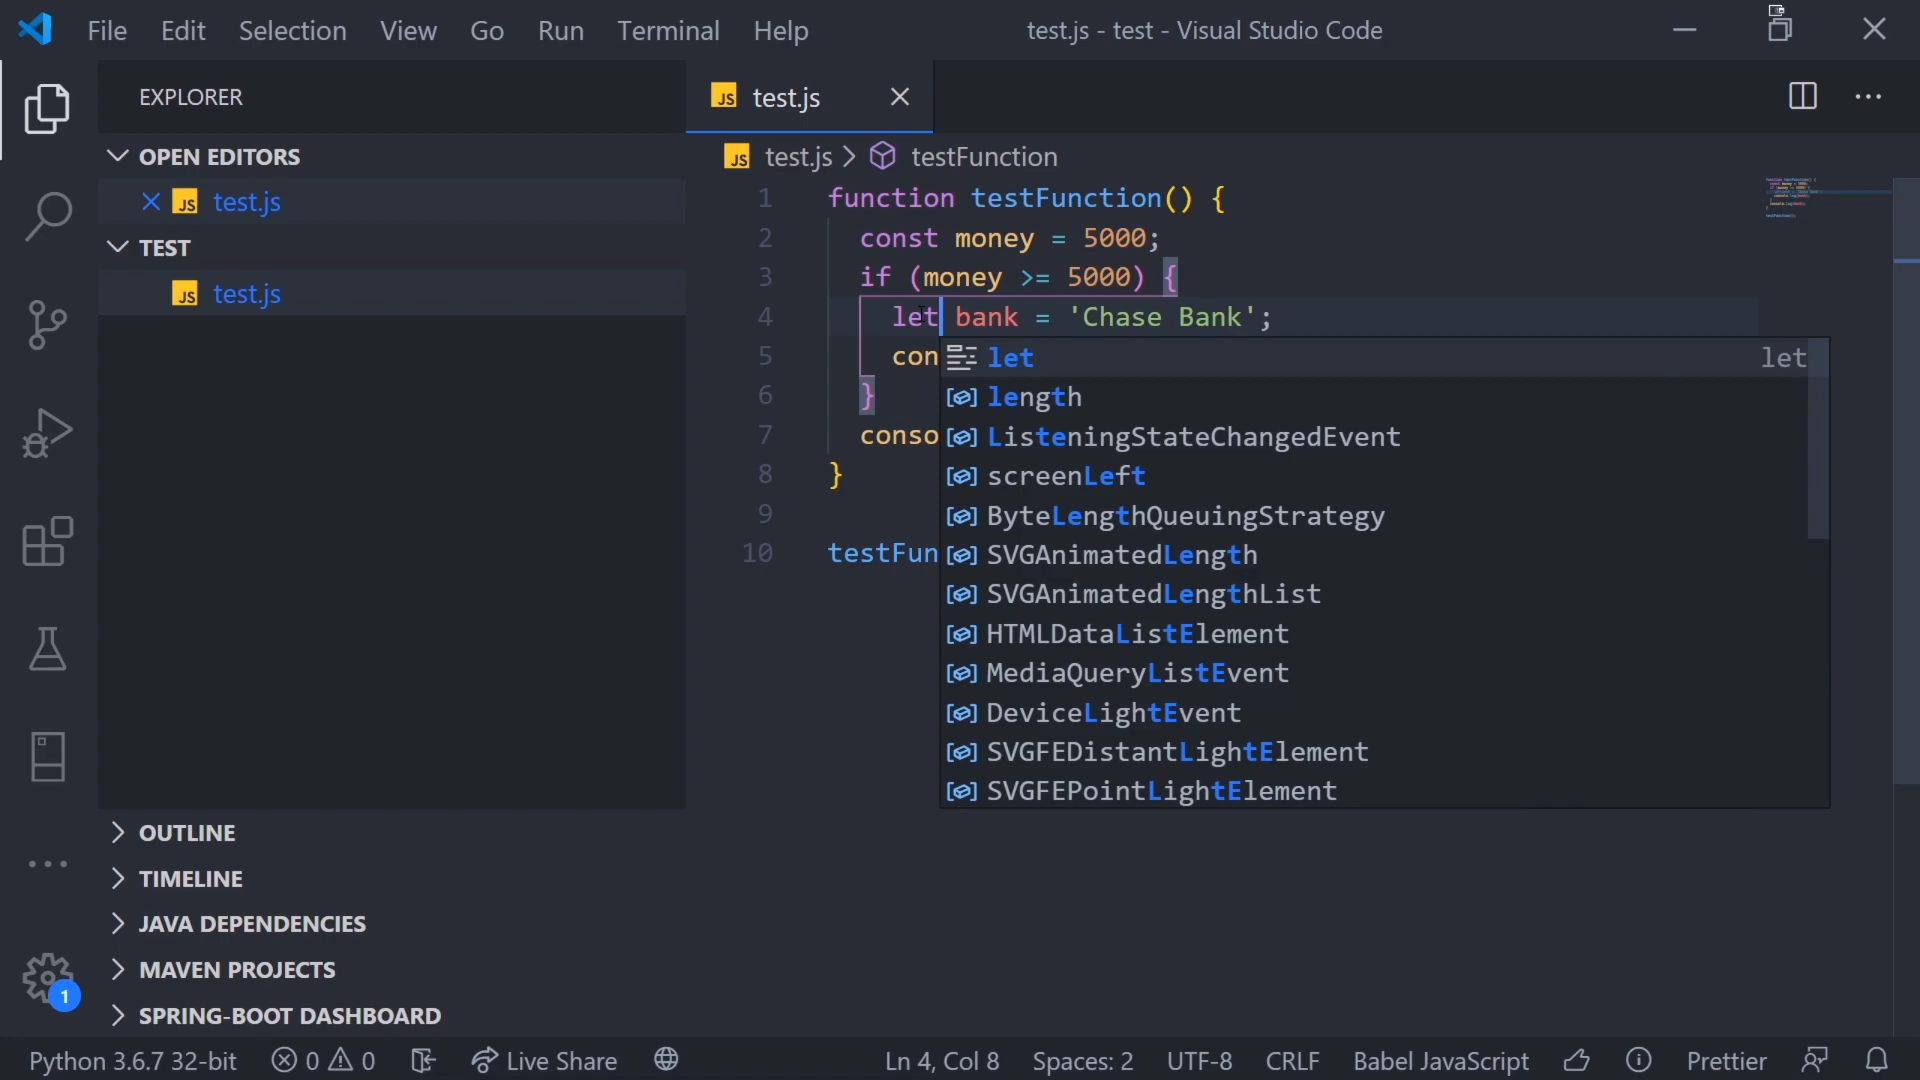 File Edit Selection View Go Run Terminal Help
test.js - test - Visual Studio Code
EXPLORER
OPEN EDITORS
JS test.js
TEST
JS test.js
OUTLINE
TIMELINE
JAVA DEPENDENCIES
MAVEN PROJECTS
SPRING-BOOT DASHBOARD
1
JS test.js
JS test.js > testFunction
1 function testFunction() {
2 const money = 5000;
3 if (money >= 5000) {
4 let bank = 'Chase Bank';
5 con
6 }
7 conso
8 }
9
10 testFun
let let
length
ListeningStateChangedEvent
screenLeft
ByteLengthQueuingStrategy
SVGAnimatedLength
SVGAnimatedLengthList
HTMLDataListElement
MediaQueryListEvent
DeviceLightEvent
SVGFEDistantLightElement
SVGFEPointLightElement
Python 3.6.7 32-bit 0 0 Live Share Ln 4, Col 8 Spaces: 2 UTF-8 CRLF Babel JavaScript Prettier